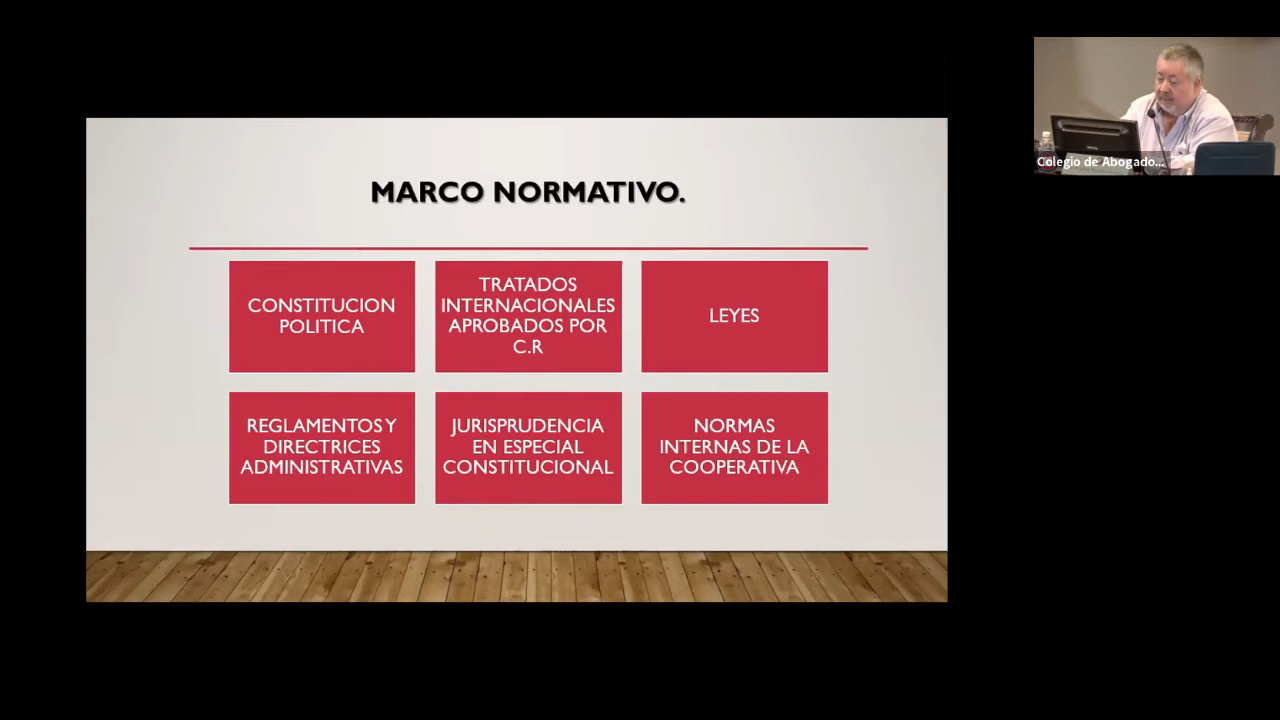 MARCO NORMATIVO.
CONSTITUCION
POLITICA
TRATADOS
INTERNACIONALES
APROBADOS POR
C.R
LEYES
REGLAMENTOS Y
DIRECTRICES
ADMINISTRATIVAS
JURISPRUDENCIA
EN ESPECIAL
CONSTITUCIONAL
NORMAS
INTERNAS DE LA
COOPERATIVA
Colegio de Abogado...